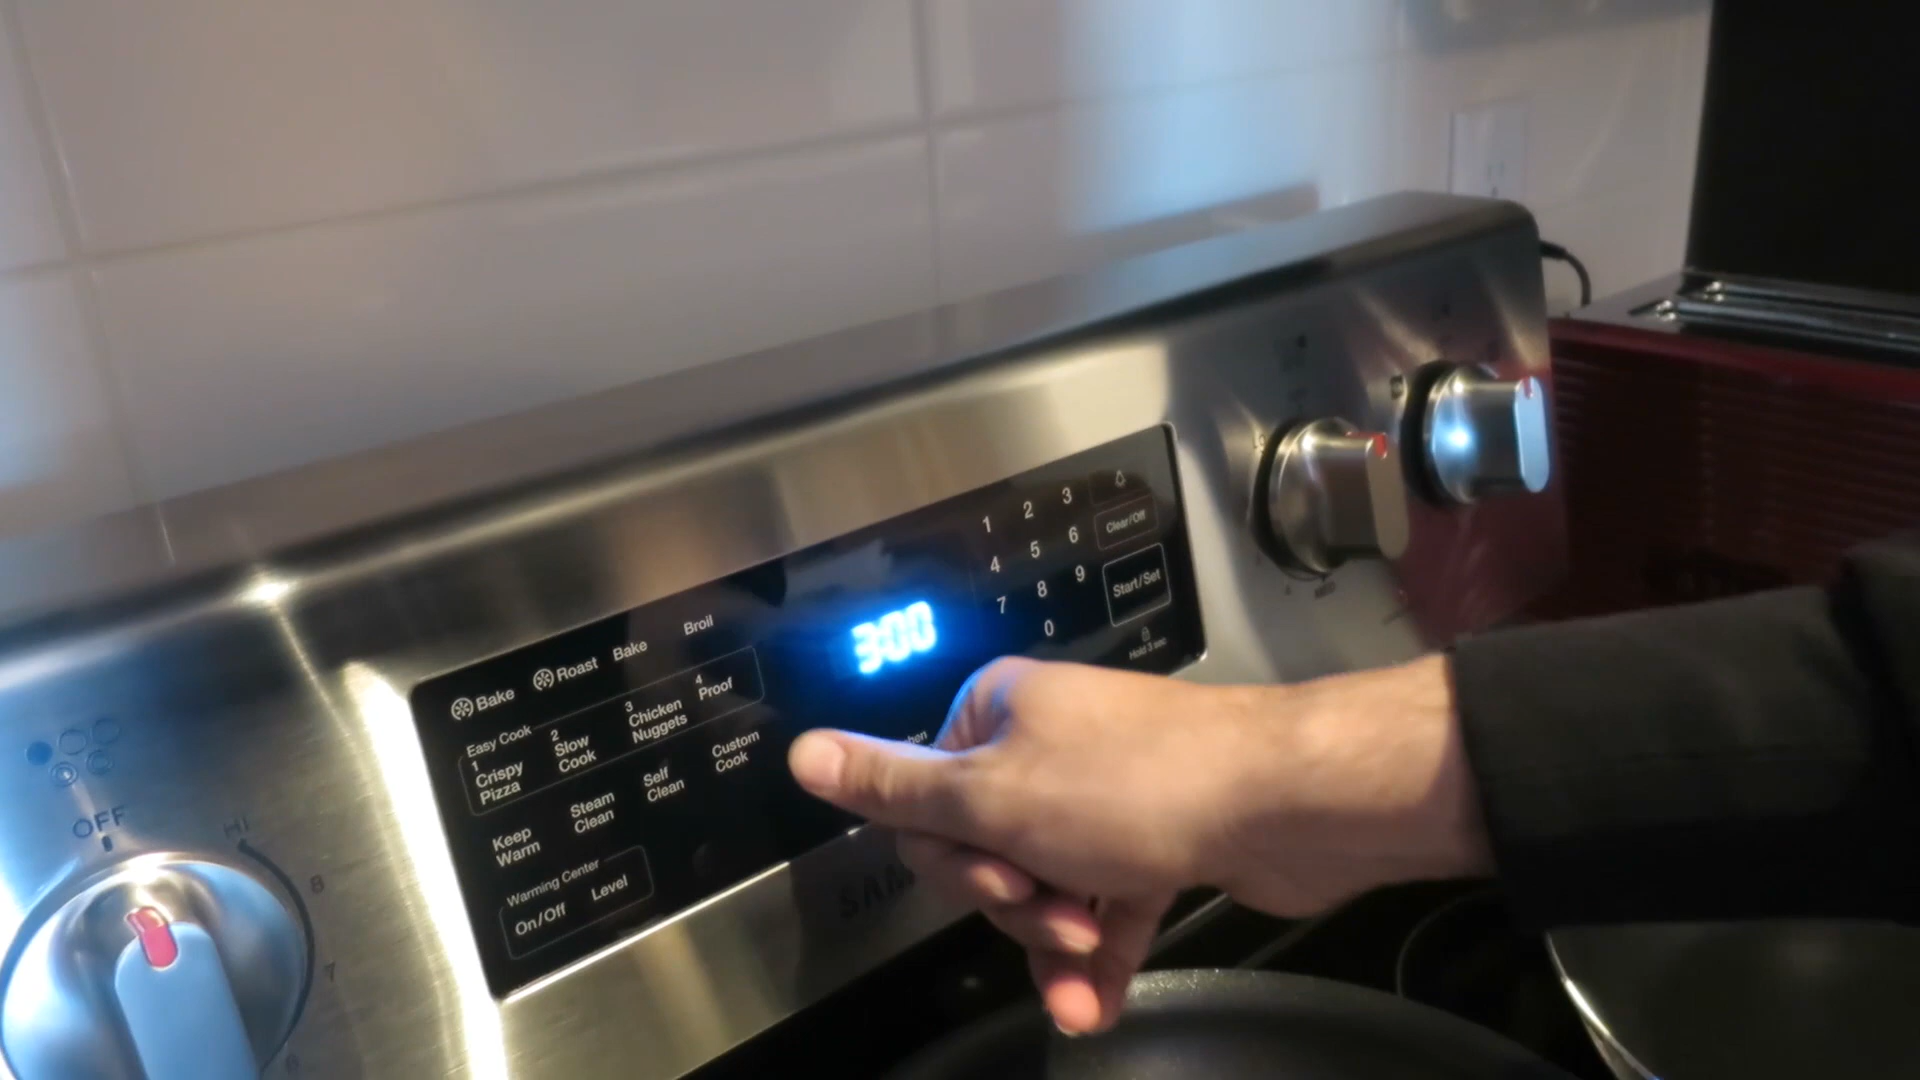 Bake
Roast
Bake
Broil
3:00
1 2 3
4 5 6
7 8 9
0
Clear/Off
Start/Set
Hold 3 sec
Easy Cook
1
Crispy
Pizza
2
Slow
Cook
3
Chicken
Nuggets
4
Proof
Keep
Warm
Steam
Clean
Self
Clean
Custom
Cook
Warming Center
On/Off
Level
SAM
OFF
HI
8
7
6